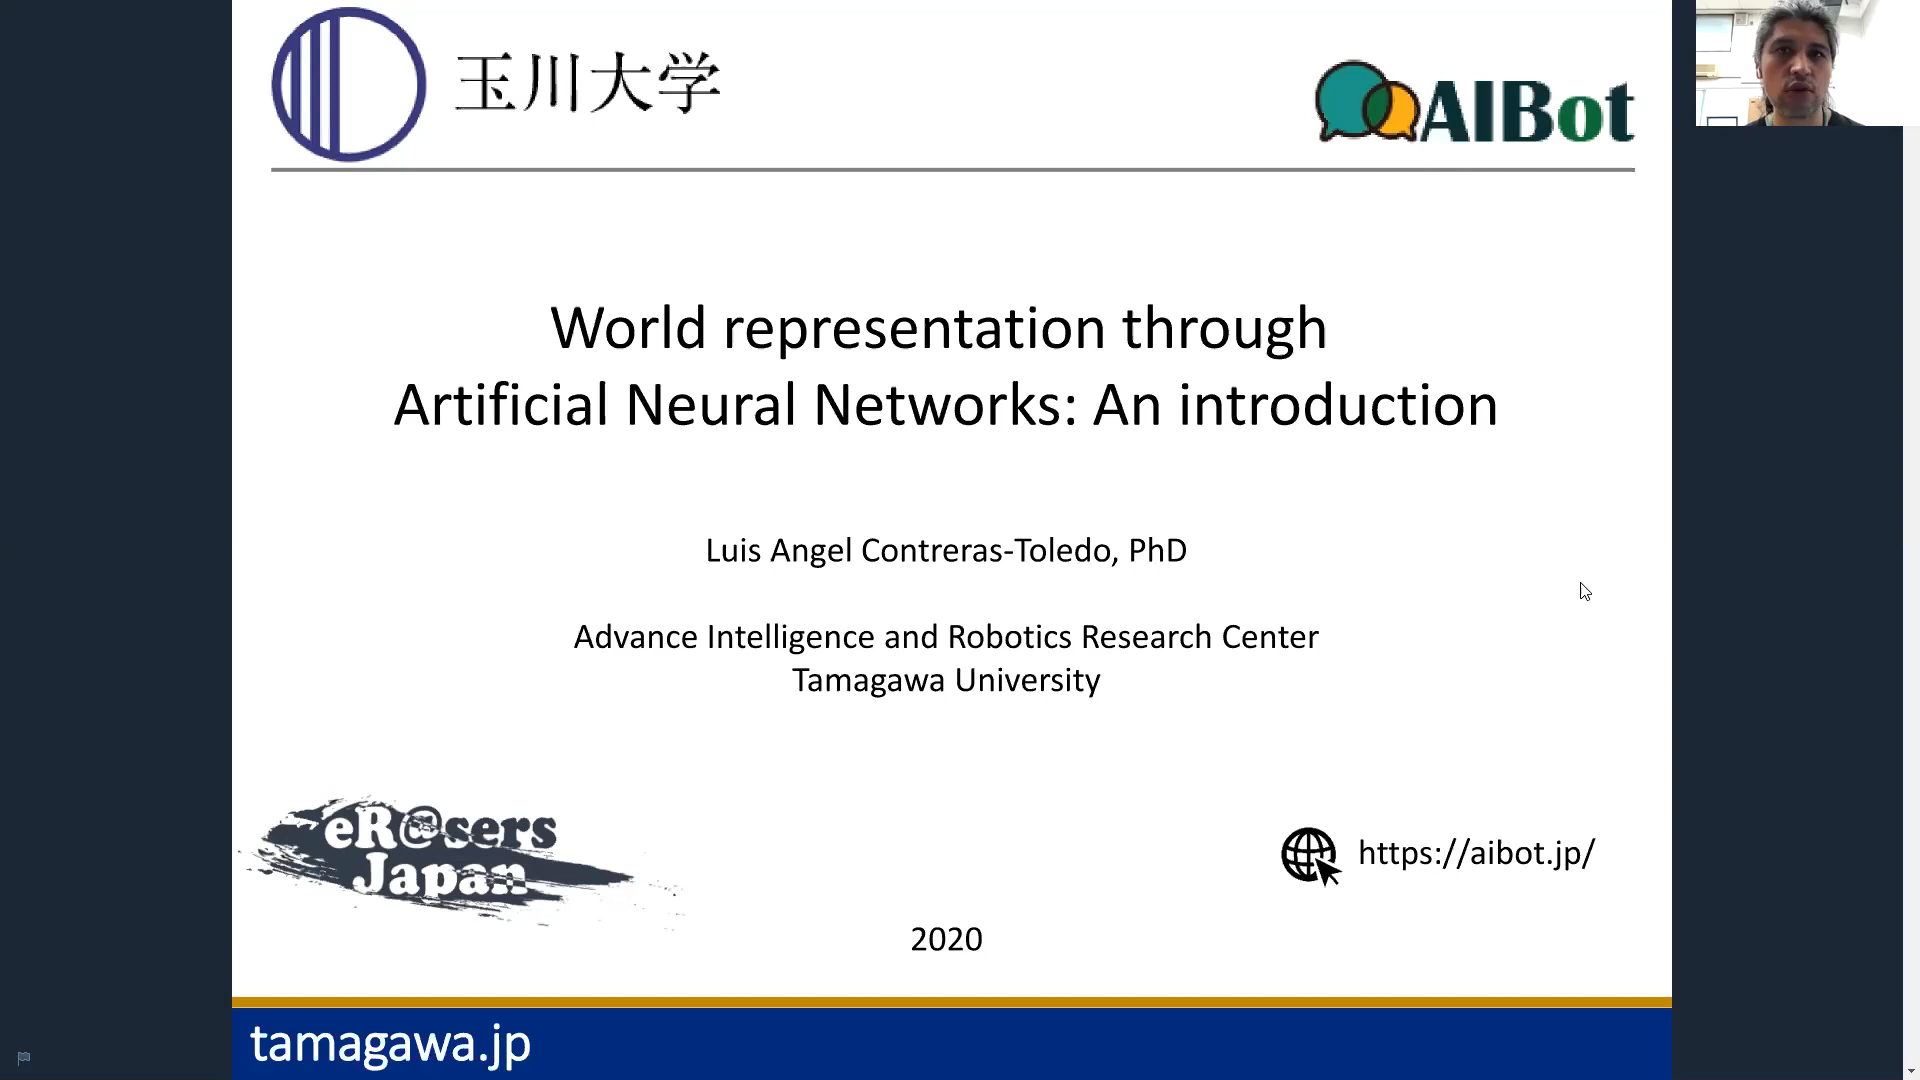 玉川大学
AIBot
World representation through
Artificial Neural Networks: An introduction
Luis Angel Contreras-Toledo, PhD
Advance Intelligence and Robotics Research Center
Tamagawa University
eR@sers
Japan
https://aibot.jp/
2020
tamagawa.jp